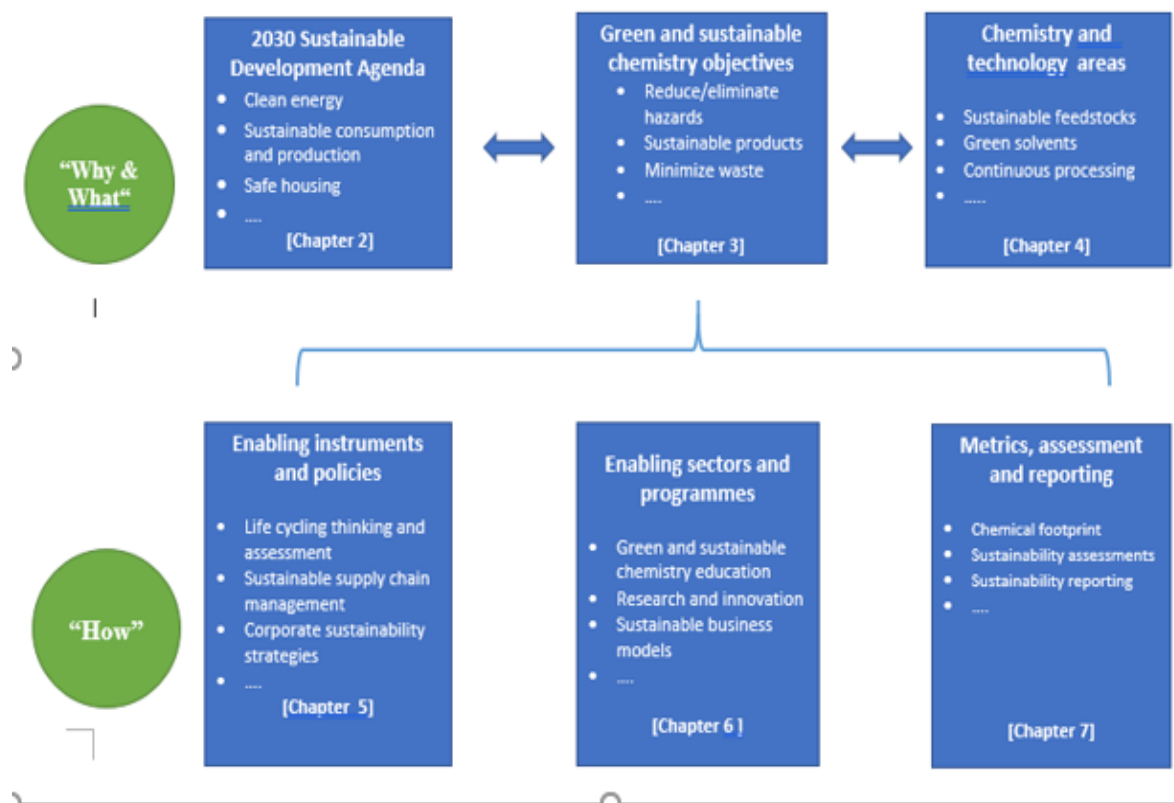 2030 Sustainable
Development Agenda
• Clean energy
• Sustainable consumption
and production
• Safe housing
• ....
[Chapter 2]
Green and sustainable
chemistry objectives
• Reduce/eliminate
hazards
• Sustainable products
• Minimize waste
• ....
[Chapter 3]
Chemistry and
technology areas
• Sustainable feedstocks
• Green solvents
• Continuous processing
• .....
[Chapter 4]
“Why &
What“
Enabling instruments
and policies
• Life cycling thinking and
assessment
• Sustainable supply chain
management
• Corporate sustainability
strategies
• ....
[Chapter 5]
Enabling sectors and
programmes
• Green and sustainable
chemistry education
• Research and innovation
• Sustainable business
models
• ....
[Chapter 6 ]
Metrics, assessment
and reporting
• Chemical footprint
• Sustainability assessments
• Sustainability reporting
• ....
[Chapter 7]
“How”